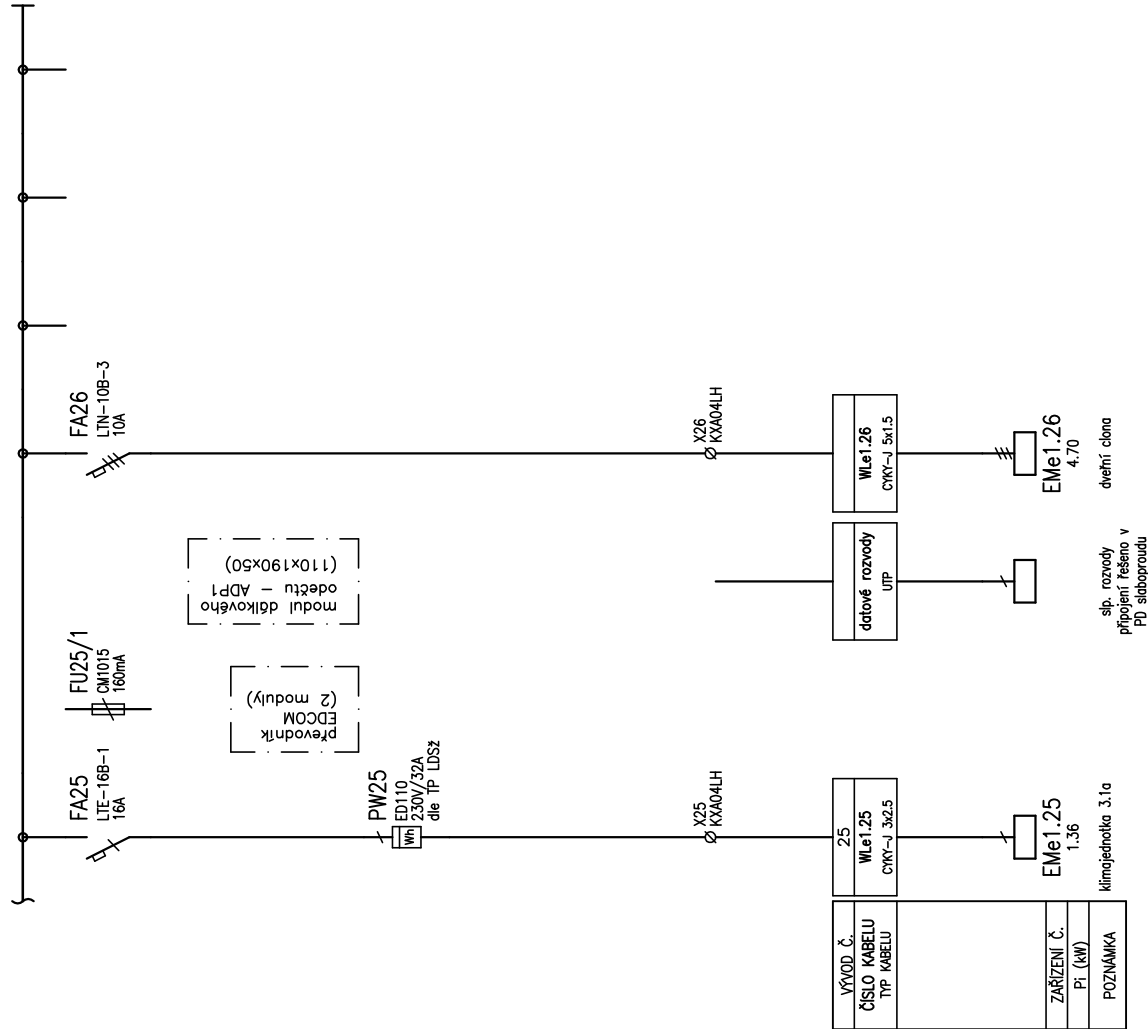 FA25
LTE-16B-1
16A
FU25/1
CM1015
160mA
FA26
LTN-10B-3
10A
převodník
EDCOM
(2 moduly)
modul dálkového
odečtu - ADP1
(110x190x50)
PW25
Wh
ED110
230V/32A
dle TP LDSŽ
X25
KXA04LH
X26
KXA04LH
VÝVOD Č.
25
ČÍSLO KABELU
TYP KABELU
WLe1.25
CYKY-J 3x2.5
datové rozvody
UTP
WLe1.26
CYKY-J 5x1.5
ZAŘÍZENÍ Č.
EMe1.25
EMe1.26
Pi (kW)
1.36
4.70
POZNÁMKA
klimajednotka 3.1a
slp. rozvody
připojení řešeno v
PD slaboproudu
dveřní clona